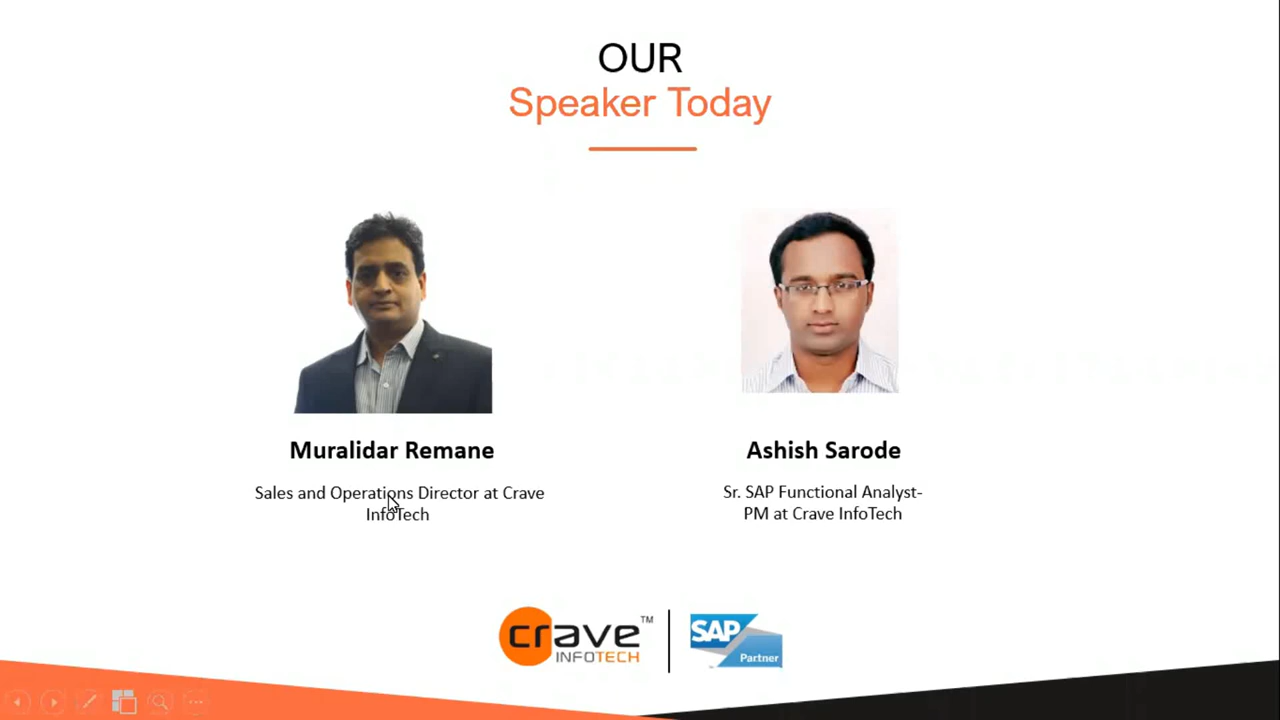 OUR
Speaker Today
Muralidar Remane
Sales and Operations Director at Crave
InfoTech
Ashish Sarode
Sr. SAP Functional Analyst-
PM at Crave InfoTech
crave ™
INFOTECH
SAP
Partner